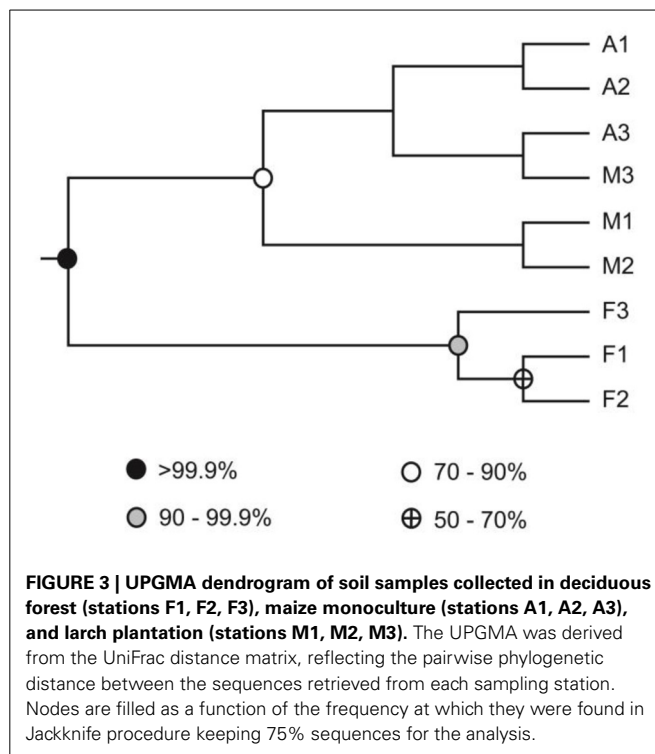 A1
A2
A3
M3
M1
M2
F3
F1
F2
>99.9%
70 - 90%
90 - 99.9%
50 - 70%
FIGURE 3 | UPGMA dendrogram of soil samples collected in deciduous
forest (stations F1, F2, F3), maize monoculture (stations A1, A2, A3),
and larch plantation (stations M1, M2, M3). The UPGMA was derived
from the UniFrac distance matrix, reflecting the pairwise phylogenetic
distance between the sequences retrieved from each sampling station.
Nodes are filled as a function of the frequency at which they were found in
Jackknife procedure keeping 75% sequences for the analysis.